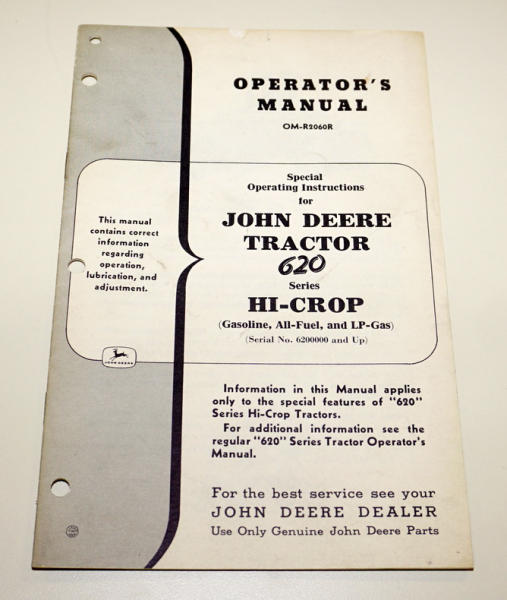 OPERATOR'S
MANUAL
OM-R2060R
Special
Operating Instructions
for
JOHN DEERE
TRACTOR
620
Series
HI-CROP
(Gasoline, All-Fuel, and LP-Gas)
(Serial No. 6200000 and Up)
This manual
contains correct
information
regarding
operation,
lubrication, and
adjustment.
JOHN DEERE
Information in this Manual applies
only to the special features of "620"
Series Hi-Crop Tractors.
For additional information see the
regular "620" Series Tractor Operator's
Manual.
For the best service see your
JOHN DEERE DEALER
Use Only Genuine John Deere Parts